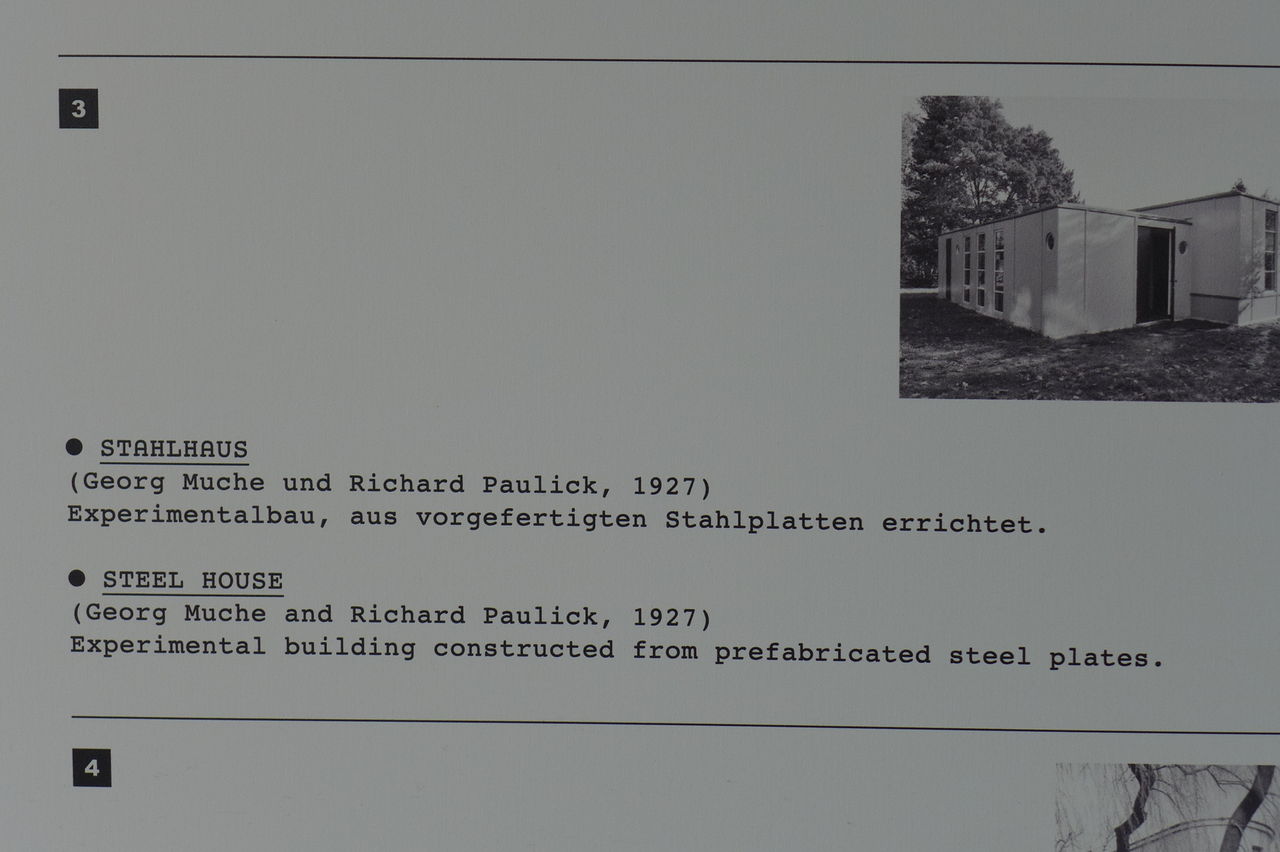 3
● STAHLHAUS
(Georg Muche und Richard Paulick, 1927)
Experimentalbau, aus vorgefertigten Stahlplatten errichtet.
● STEEL HOUSE
(Georg Muche and Richard Paulick, 1927)
Experimental building constructed from prefabricated steel plates.
4